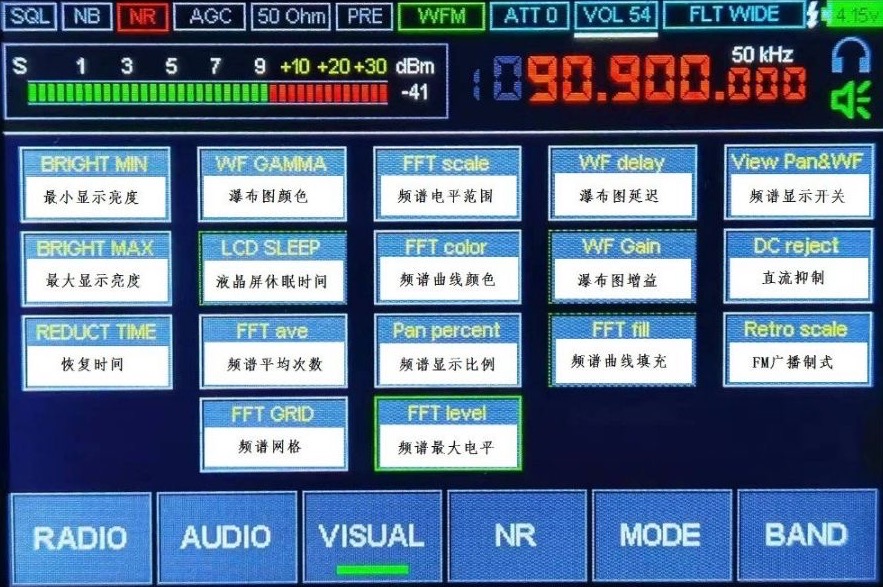 SQL NB NR AGC 50 Ohm PRE WFM ATT 0 VOL 54 FLT WIDE 4.15v
S 1 3 5 7 9 +10 +20 +30 dBm
-41
50 kHz
90.900.000
BRIGHT MIN
最小显示亮度
WF GAMMA
瀑布图颜色
FFT scale
频谱电平范围
WF delay
瀑布图延迟
View Pan&WF
频谱显示开关
BRIGHT MAX
最大显示亮度
LCD SLEEP
液晶屏休眠时间
FFT color
频谱曲线颜色
WF Gain
瀑布图增益
DC reject
直流抑制
REDUCT TIME
恢复时间
FFT ave
频谱平均次数
Pan percent
频谱显示比例
FFT fill
频谱曲线填充
Retro scale
FM广播制式
FFT GRID
频谱网格
FFT level
频谱最大电平
RADIO AUDIO VISUAL NR MODE BAND